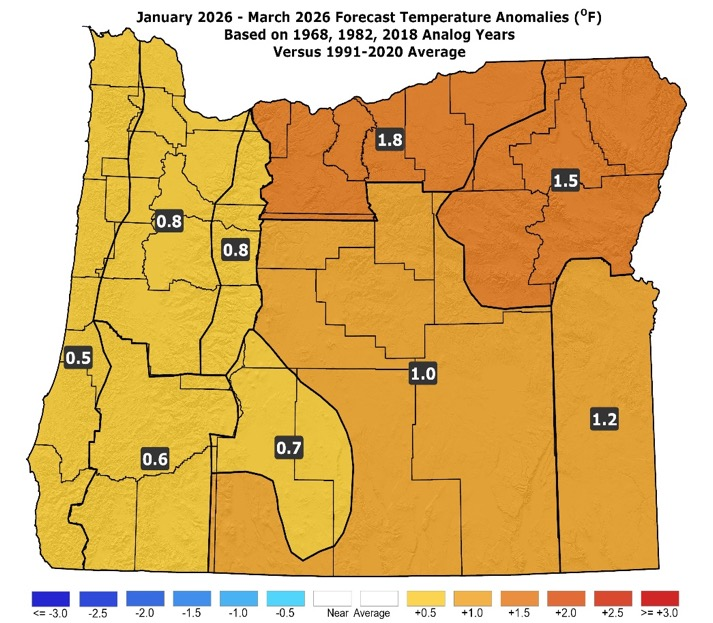 January 2026 - March 2026 Forecast Temperature Anomalies (⁰F)
Based on 1968, 1982, 2018 Analog Years
Versus 1991-2020 Average
1.8
1.5
0.8
0.8
0.5
1.0
1.2
0.7
0.6
<= -3.0 -2.5 -2.0 -1.5 -1.0 -0.5 Near Average +0.5 +1.0 +1.5 +2.0 +2.5 >= +3.0